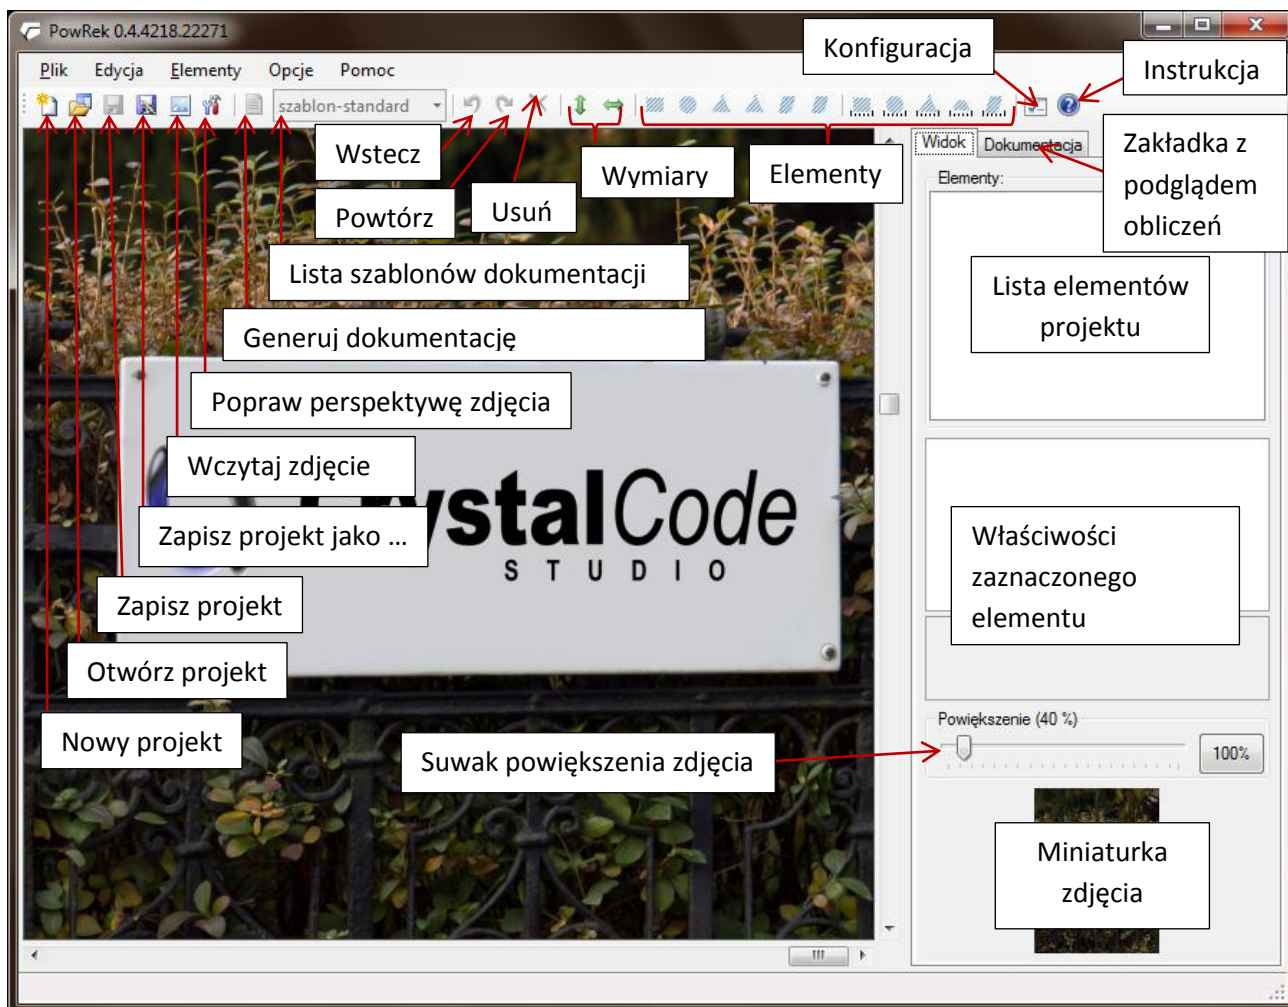 PowRek 0.4.4218.22271
Plik Edycja Elementy Opcje Pomoc
szablon-standard
Konfiguracja
Instrukcja
Wstecz
Powtórz
Usuń
Wymiary
Elementy
Widok Dokumentacja
Zakładka z
podglądem
obliczeń
Elementy:
Lista elementów
projektu
Lista szablonów dokumentacji
Generuj dokumentację
Popraw perspektywę zdjęcia
Wczytaj zdjęcie
Zapisz projekt jako ...
Zapisz projekt
Otwórz projekt
Nowy projekt
ystalCode
STUDIO
Właściwości
zaznaczonego
elementu
Powiększenie (40 %)
100%
Suwak powiększenia zdjęcia
Miniaturka
zdjęcia